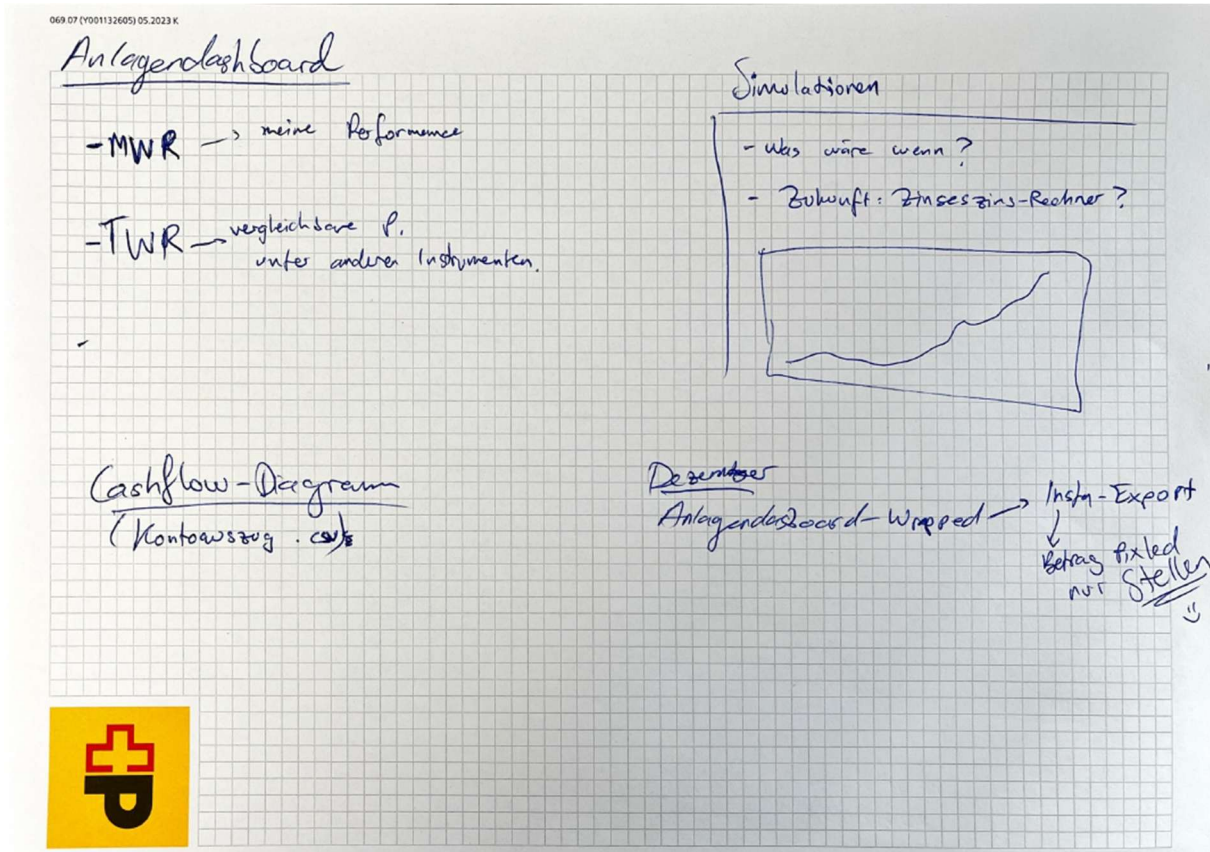 069.07 (Y001132605) 05.2023 K
Anlagendashboard
- MWR -> meine Performance
- TWR - vergleichbare P.
unter anderen Instrumenten.
-
Simulationen
- Was wäre wenn?
- Zukunft: Zinseszins-Rechner?
Cashflow-Diagramm
(Kontoauszug .csv)
Dezember
Anlagendashboard-Wrapped -> Insta-Export
Betrag pixled
nur Stellen
P